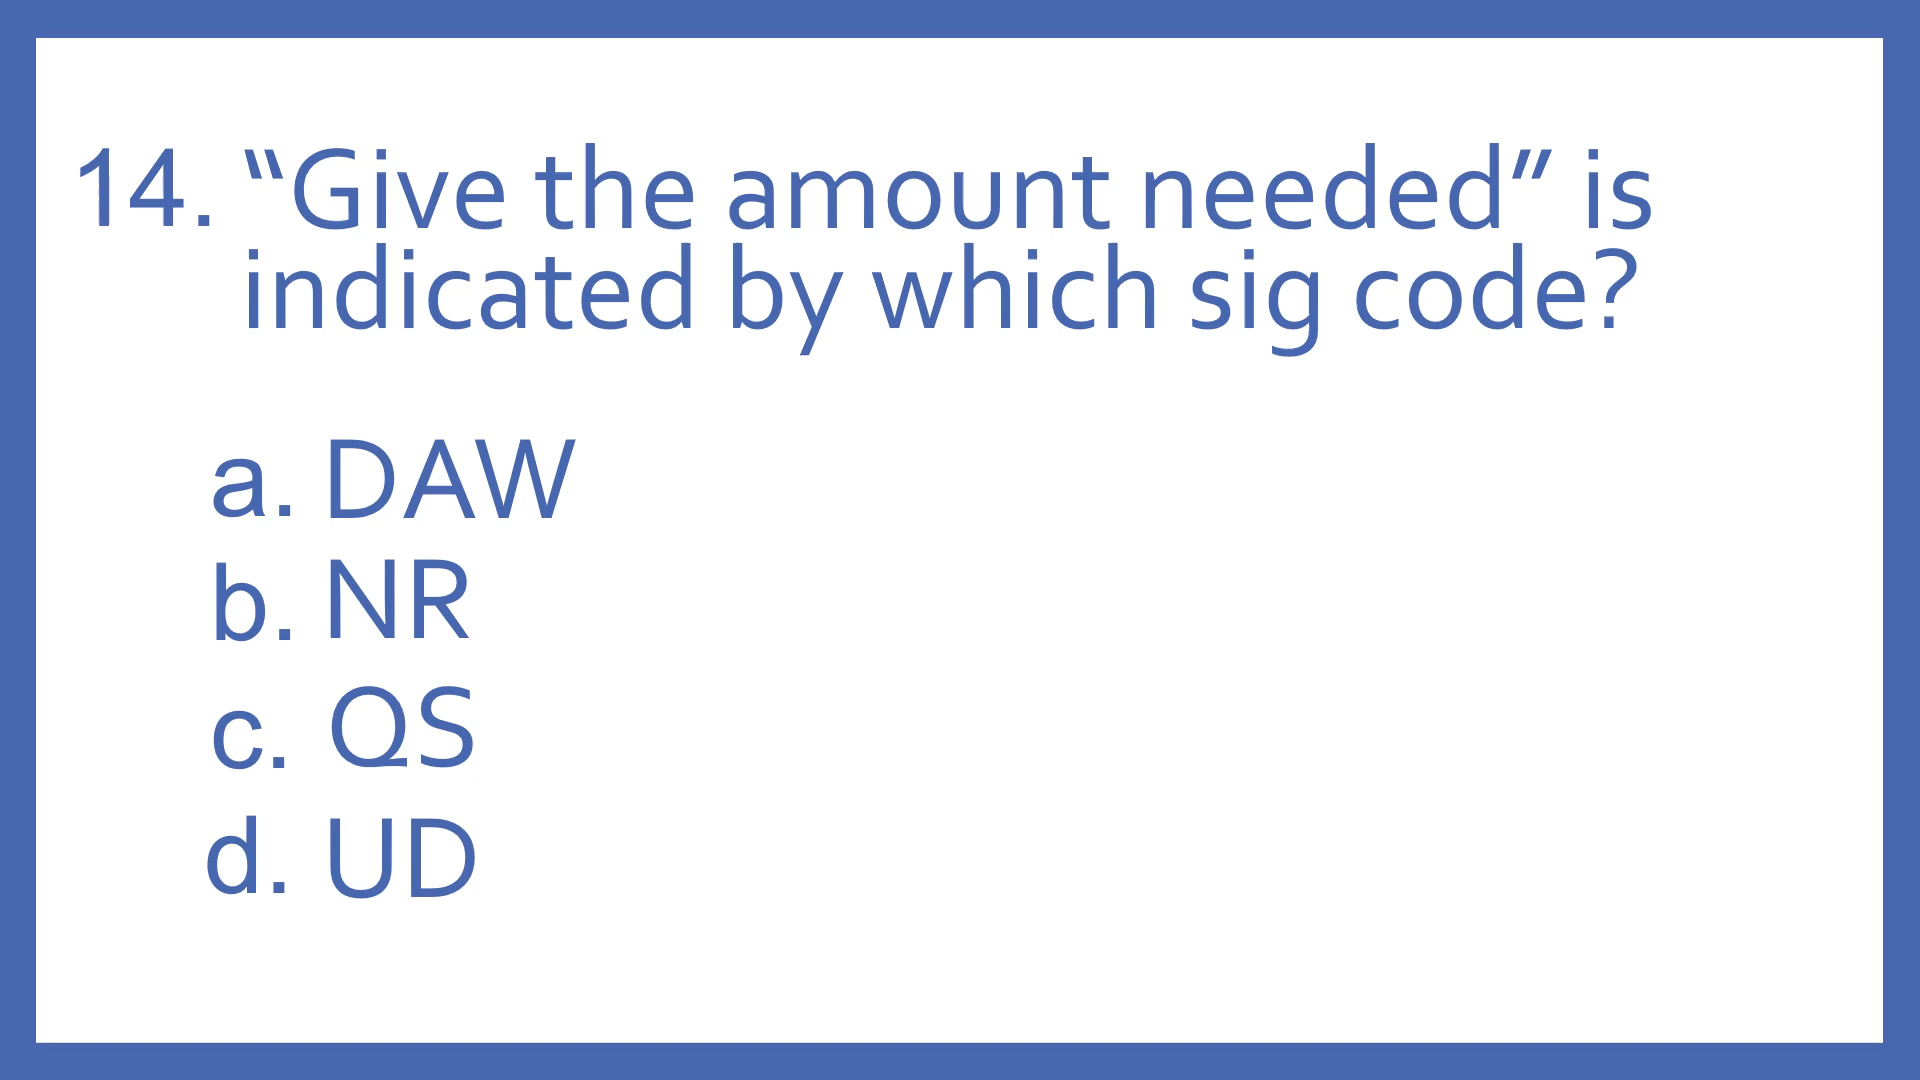 14. “Give the amount needed” is
indicated by which sig code?
a. DAW
b. NR
c. QS
d. UD